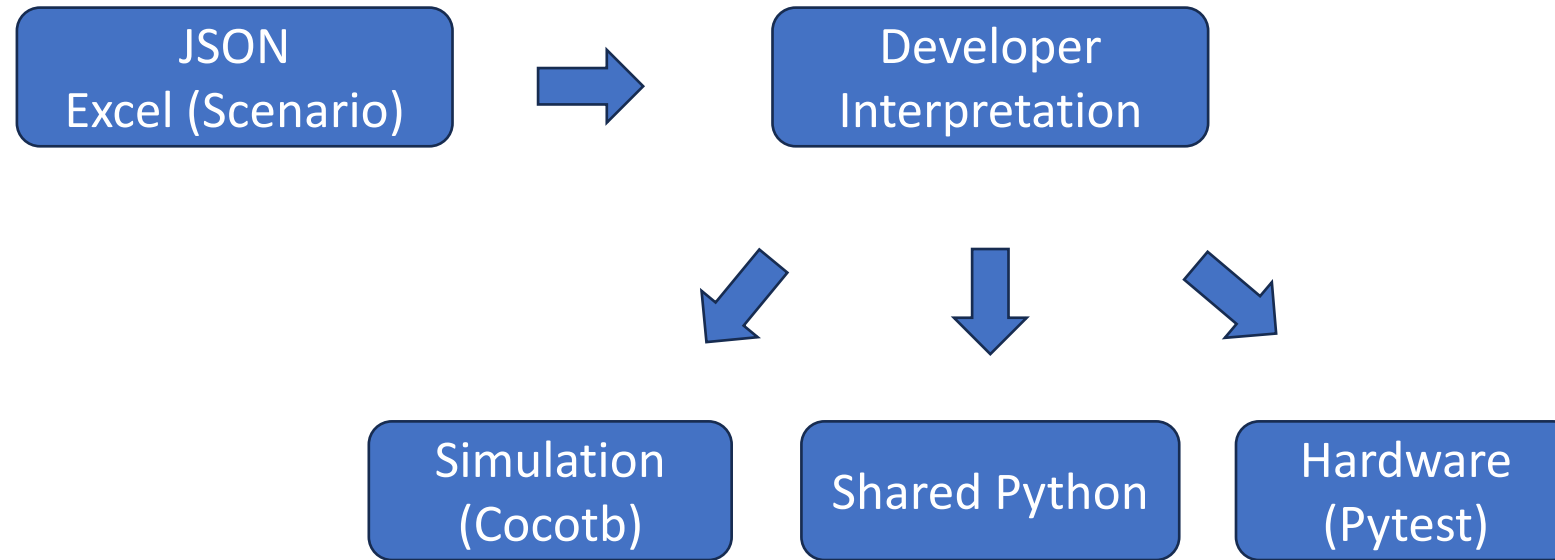 JSON
Excel (Scenario)
Developer
Interpretation
Simulation
(Cocotb)
Shared Python
Hardware
(Pytest)